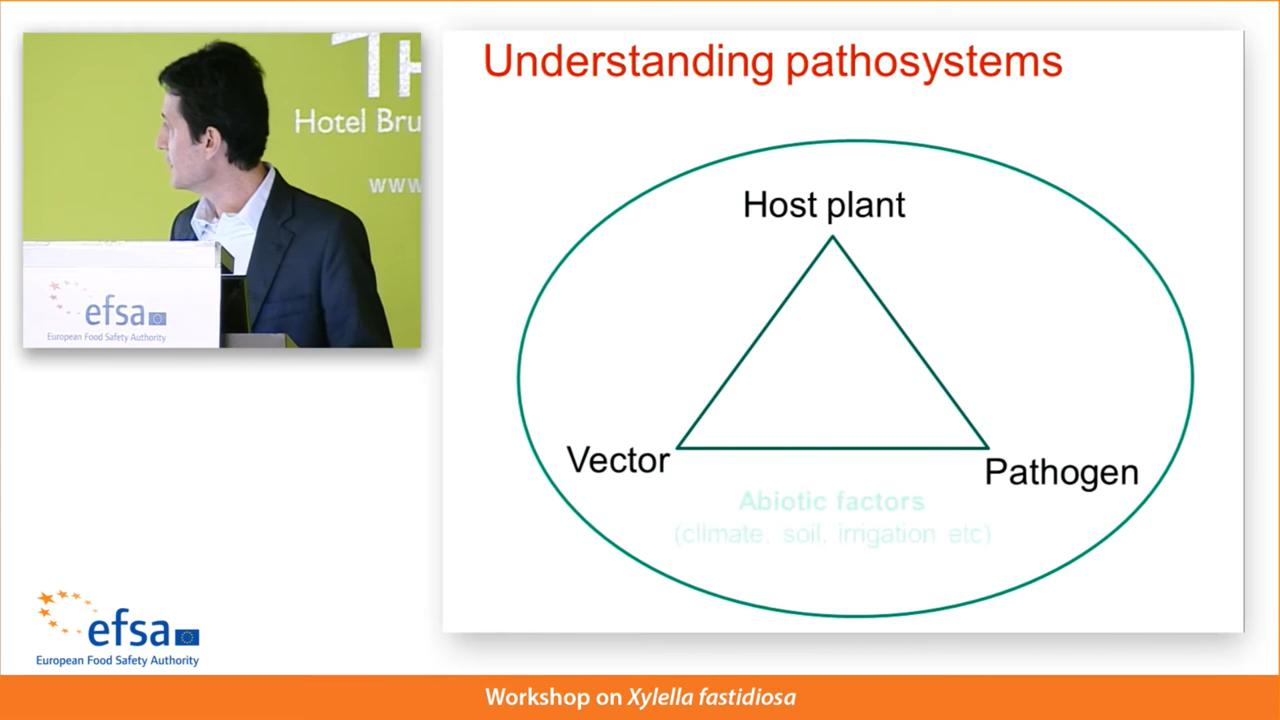 Understanding pathosystems
Hotel Bru
www
efsa
European Food Safety Authority
Host plant
Vector
Pathogen
Abiotic factors
(climate, soil, irrigation etc)
efsa
European Food Safety Authority
Workshop on Xylella fastidiosa